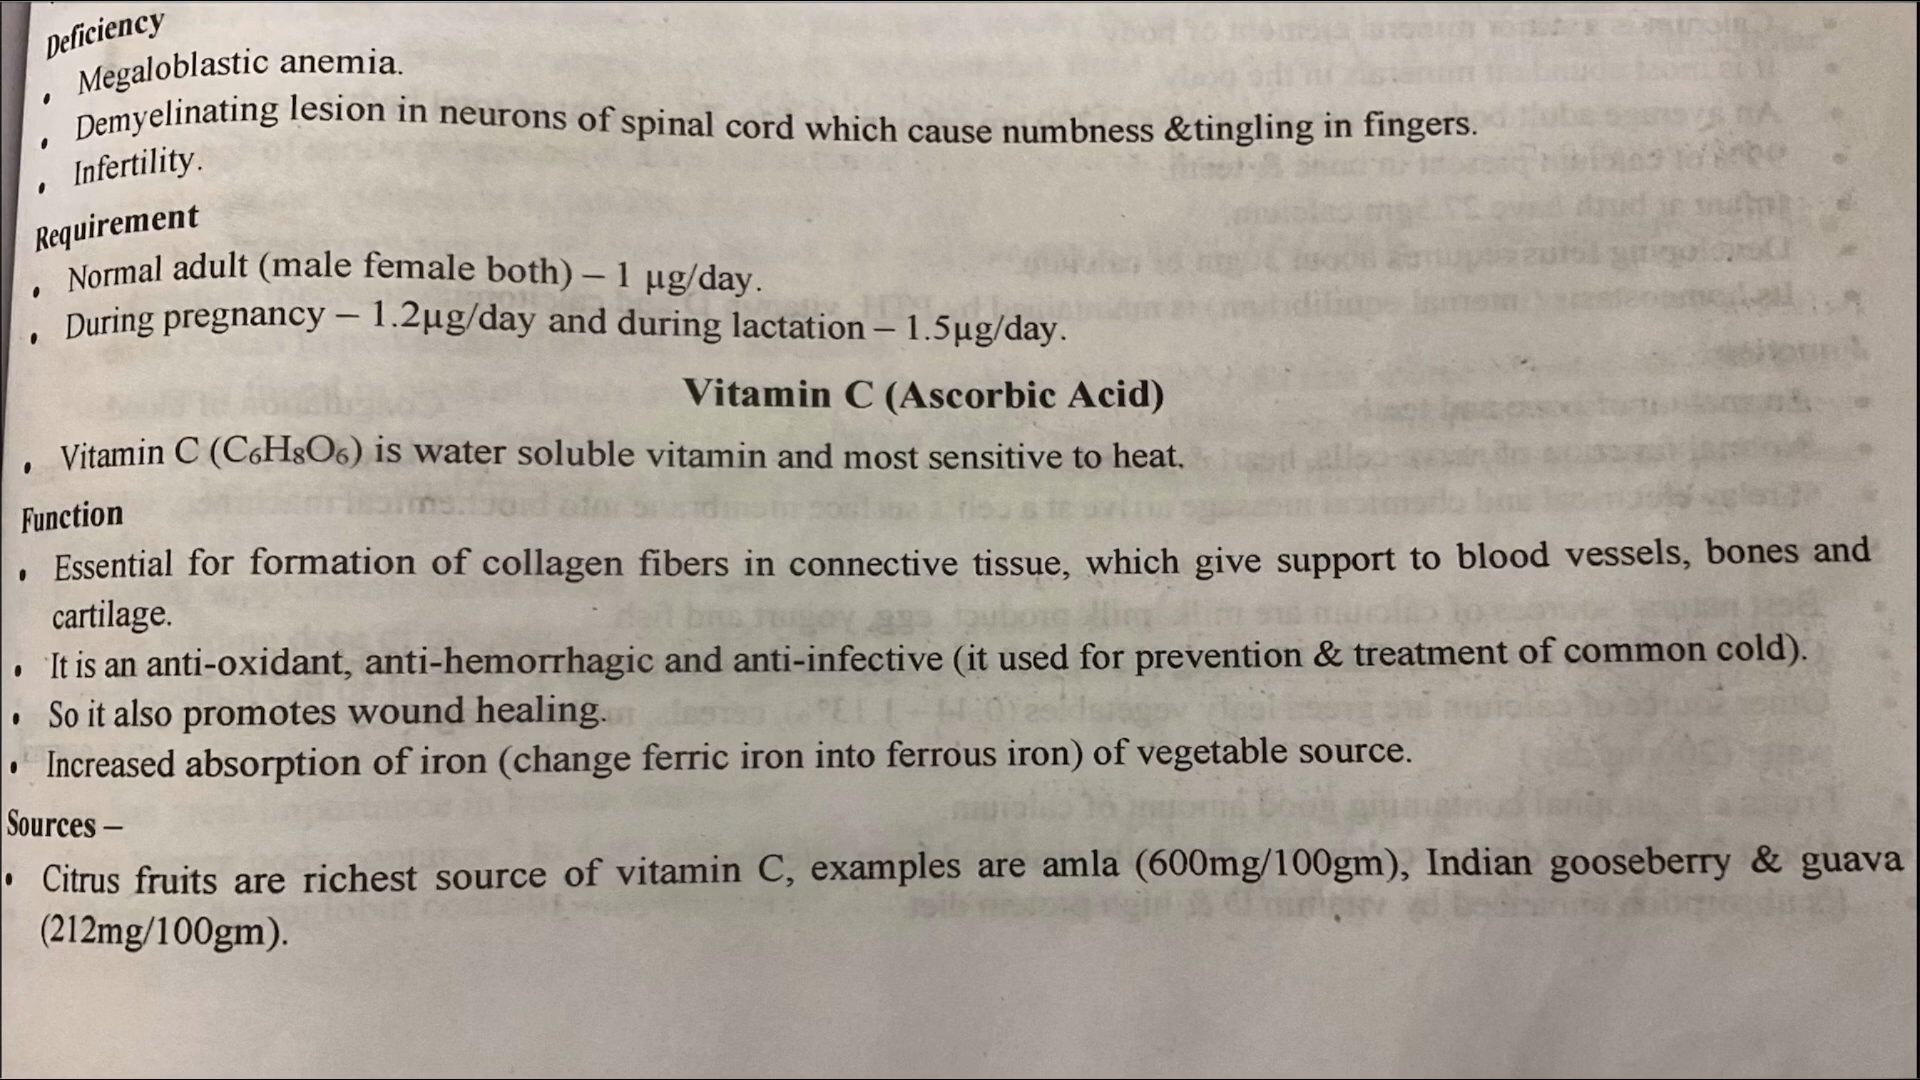 Deficiency
• Megaloblastic anemia.
• Demyelinating lesion in neurons of spinal cord which cause numbness &tingling in fingers.
• Infertility.
Requirement
• Normal adult (male female both) – 1 µg/day.
• During pregnancy – 1.2µg/day and during lactation – 1.5µg/day.
Vitamin C (Ascorbic Acid)
• Vitamin C (C₆H₈O₆) is water soluble vitamin and most sensitive to heat.
Function
• Essential for formation of collagen fibers in connective tissue, which give support to blood vessels, bones and
cartilage.
• It is an anti-oxidant, anti-hemorrhagic and anti-infective (it used for prevention & treatment of common cold).
• So it also promotes wound healing.
• Increased absorption of iron (change ferric iron into ferrous iron) of vegetable source.
Sources –
• Citrus fruits are richest source of vitamin C, examples are amla (600mg/100gm), Indian gooseberry & guava
(212mg/100gm).